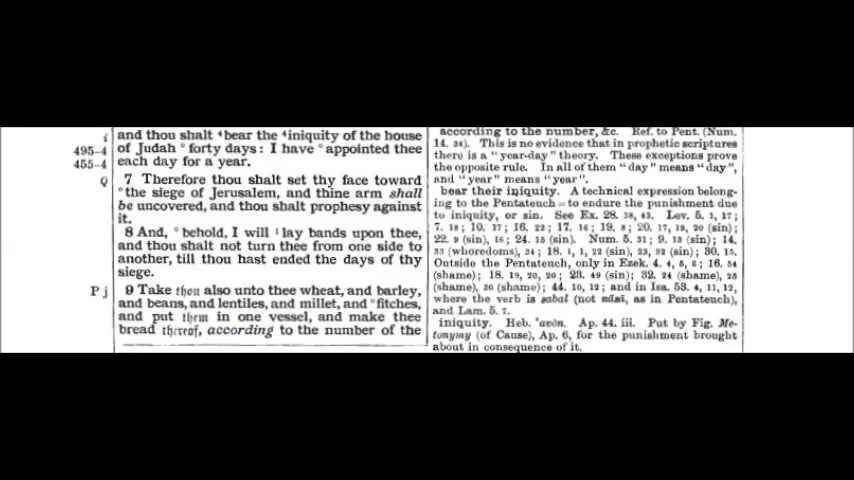 i
495-4
455-4
Q
P j
and thou shalt °bear the °iniquity of the house
of Judah °forty days: I have °appointed thee
each day for a year.
7 Therefore thou shalt set thy face toward
°the siege of Jerusalem, and thine arm shall
be uncovered, and thou shalt prophesy against
it.
8 And, °behold, I will lay bands upon thee,
and thou shalt not turn thee from one side to
another, till thou hast ended the days of thy
siege.
9 Take thou also unto thee wheat, and barley,
and beans, and lentiles, and millet, and °fitches,
and put them in one vessel, and make thee
bread thereof, according to the number of the
according to the number, &c. Ref. to Pent. (Num.
14. 34). This is no evidence that in prophetic scriptures
there is a "year-day" theory. These exceptions prove
the opposite rule. In all of them "day" means "day",
and "year" means "year".
bear their iniquity. A technical expression belong-
ing to the Pentateuch = to endure the punishment due
to iniquity, or sin. See Ex. 28. 38, 43. Lev. 5. 1, 17;
7. 18; 10. 17; 16. 22; 17. 16; 19. 8; 20. 17, 19, 20 (sin);
22. 9 (sin), 16; 24. 15 (sin). Num. 5. 31; 9. 13 (sin); 14.
33 (whoredoms), 34; 18. 1, 1, 22 (sin), 23, 32 (sin); 30. 15.
Outside the Pentateuch, only in Ezek. 4. 4, 5, 6; 16. 54
(shame); 18. 19, 20, 20; 23. 49 (sin); 32. 24 (shame), 25
(shame), 30 (shame); 44. 10, 12; and in Isa. 53. 4, 11, 12,
where the verb is sabal (not nāsā, as in Pentateuch),
and Lam. 5. 7.
iniquity. Heb. 'avōn. Ap. 44. iii. Put by Fig. Me-
tonymy (of Cause), Ap. 6, for the punishment brought
about in consequence of it.